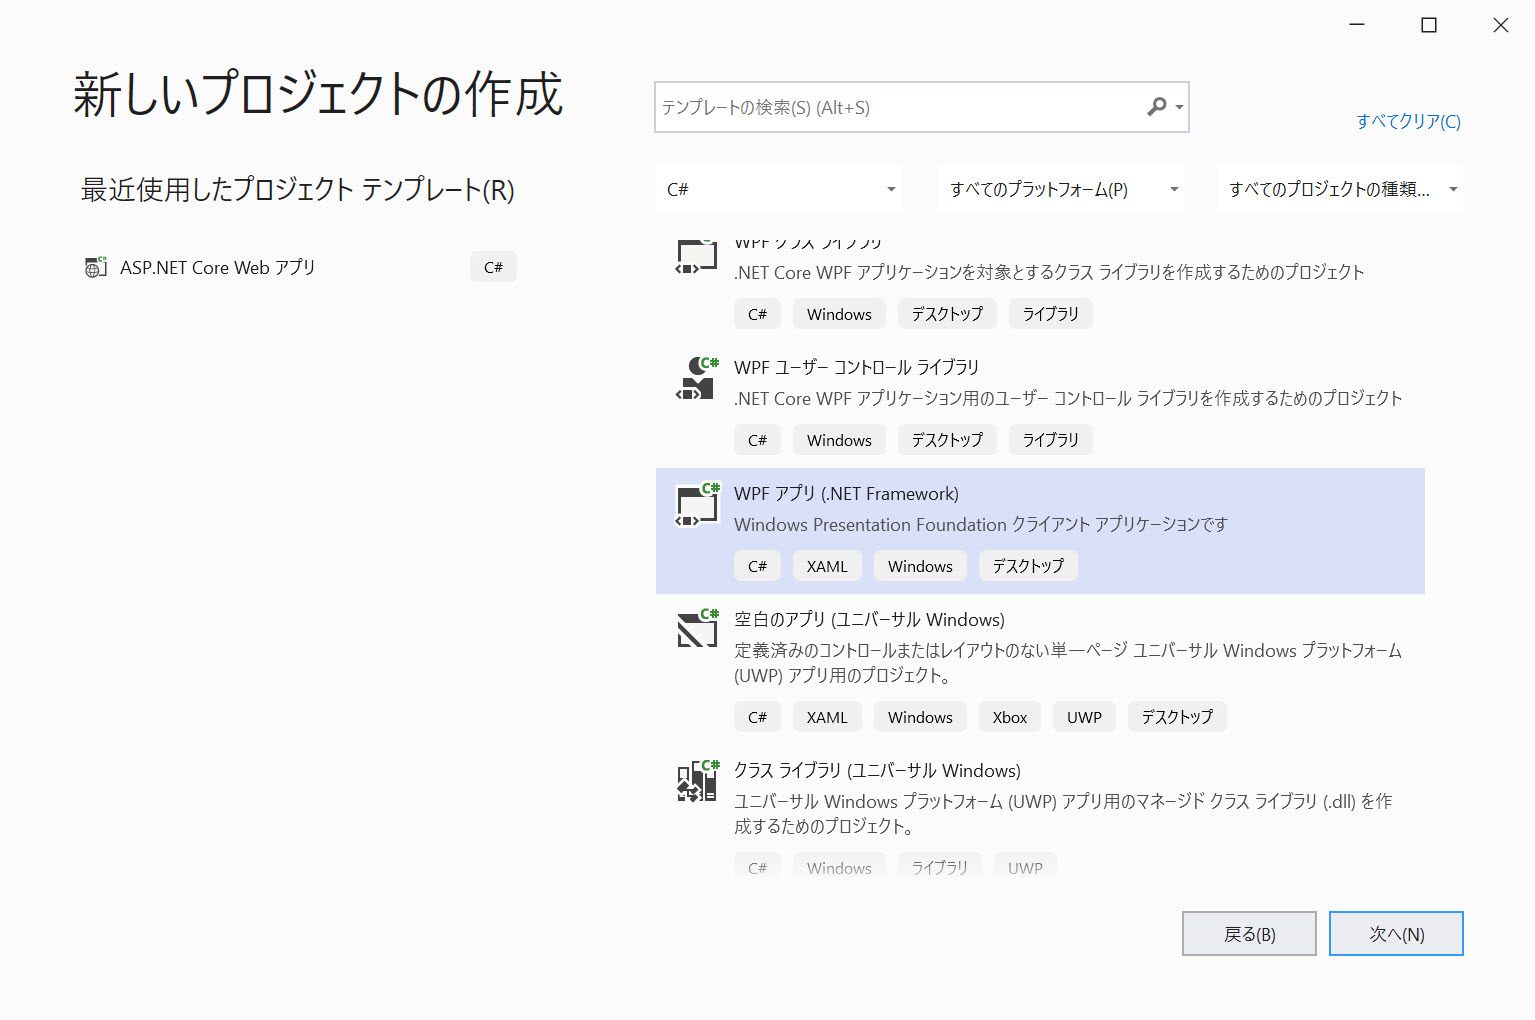 新しいプロジェクトの作成
テンプレートの検索(S) (Alt+S)
すべてクリア(C)
最近使用したプロジェクト テンプレート(R)
C#
すべてのプラットフォーム(P)
すべてのプロジェクトの種類...
ASP.NET Core Web アプリ
C#
WPF クラス ライブラリ
.NET Core WPF アプリケーションを対象とするクラス ライブラリを作成するためのプロジェクト
C# Windows デスクトップ ライブラリ
C#
WPF ユーザー コントロール ライブラリ
.NET Core WPF アプリケーション用のユーザー コントロール ライブラリを作成するためのプロジェクト
C# Windows デスクトップ ライブラリ
C#
WPF アプリ (.NET Framework)
Windows Presentation Foundation クライアント アプリケーションです
C# XAML Windows デスクトップ
C#
空白のアプリ (ユニバーサル Windows)
定義済みのコントロールまたはレイアウトのない単一ページ ユニバーサル Windows プラットフォーム
(UWP) アプリ用のプロジェクト。
C# XAML Windows Xbox UWP デスクトップ
C#
クラス ライブラリ (ユニバーサル Windows)
ユニバーサル Windows プラットフォーム (UWP) アプリ用のマネージド クラス ライブラリ (.dll) を作
成するためのプロジェクト。
C# Windows ライブラリ UWP
戻る(B)
次へ(N)